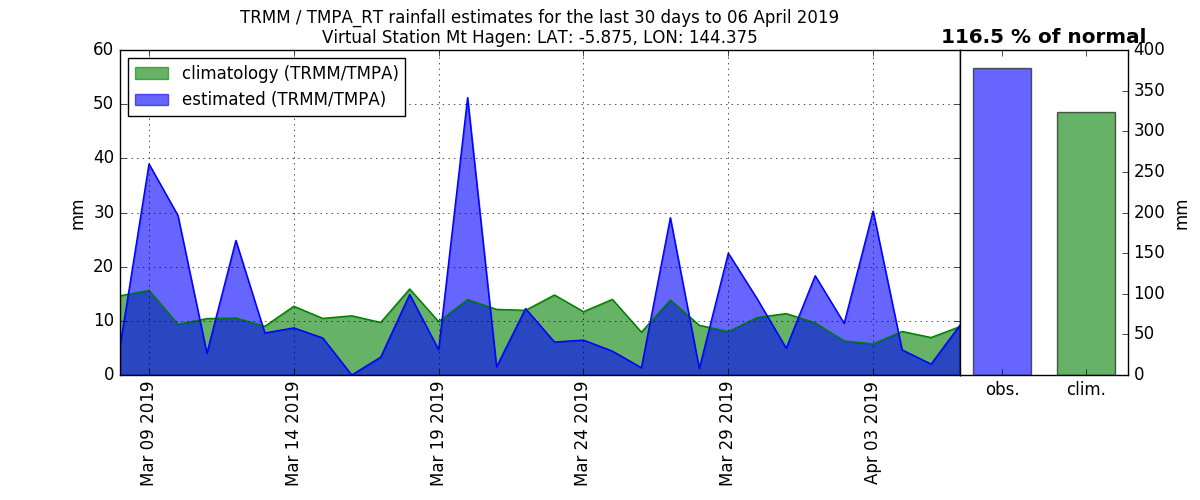 TRMM / TMPA_RT rainfall estimates for the last 30 days to 06 April 2019
Virtual Station Mt Hagen: LAT: -5.875, LON: 144.375
116.5 % of normal
climatology (TRMM/TMPA)
estimated (TRMM/TMPA)
60
50
40
30
20
10
0
mm
Mar 09 2019
Mar 14 2019
Mar 19 2019
Mar 24 2019
Mar 29 2019
Apr 03 2019
400
350
300
250
200
150
100
50
0
mm
obs.
clim.